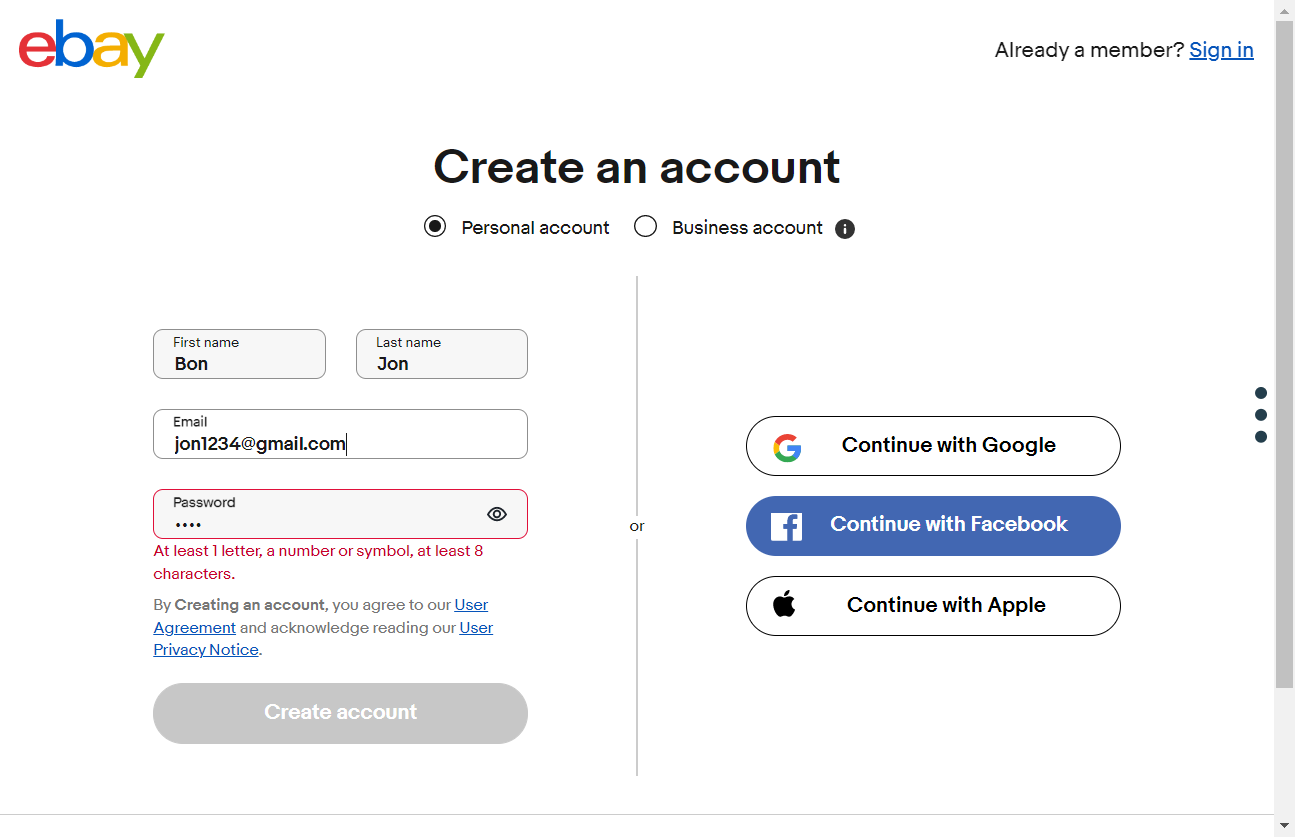 ebay
Already a member? Sign in
Create an account
Personal account
Business account
First name
Bon
Last name
Jon
Email
jon1234@gmail.com
Password
••••
At least 1 letter, a number or symbol, at least 8
characters.
By Creating an account, you agree to our User
Agreement and acknowledge reading our User
Privacy Notice.
Create account
or
Continue with Google
Continue with Facebook
Continue with Apple